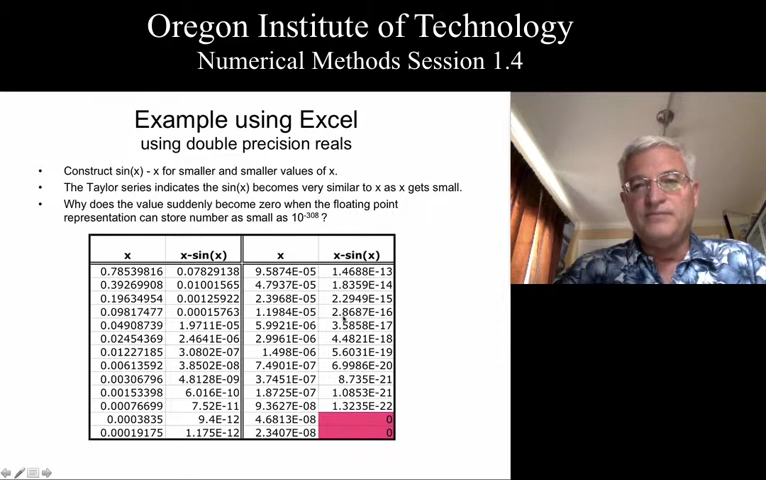 Oregon Institute of Technology
Numerical Methods Session 1.4
Example using Excel
using double precision reals
• Construct sin(x) - x for smaller and smaller values of x.
• The Taylor series indicates the sin(x) becomes very similar to x as x gets small.
• Why does the value suddenly become zero when the floating point
representation can store number as small as 10⁻³⁰⁸ ?
x x-sin(x) x x-sin(x)
0.78539816 0.07829138 9.5874E-05 1.4688E-13
0.39269908 0.01001565 4.7937E-05 1.8359E-14
0.19634954 0.00125922 2.3968E-05 2.2949E-15
0.09817477 0.00015763 1.1984E-05 2.8687E-16
0.04908739 1.9711E-05 5.9921E-06 3.5858E-17
0.02454369 2.4641E-06 2.9961E-06 4.4821E-18
0.01227185 3.0802E-07 1.498E-06 5.6031E-19
0.00613592 3.8502E-08 7.4901E-07 6.9986E-20
0.00306796 4.8128E-09 3.7451E-07 8.735E-21
0.00153398 6.016E-10 1.8725E-07 1.0853E-21
0.00076699 7.52E-11 9.3627E-08 1.3235E-22
0.0003835 9.4E-12 4.6813E-08 0
0.00019175 1.175E-12 2.3407E-08 0